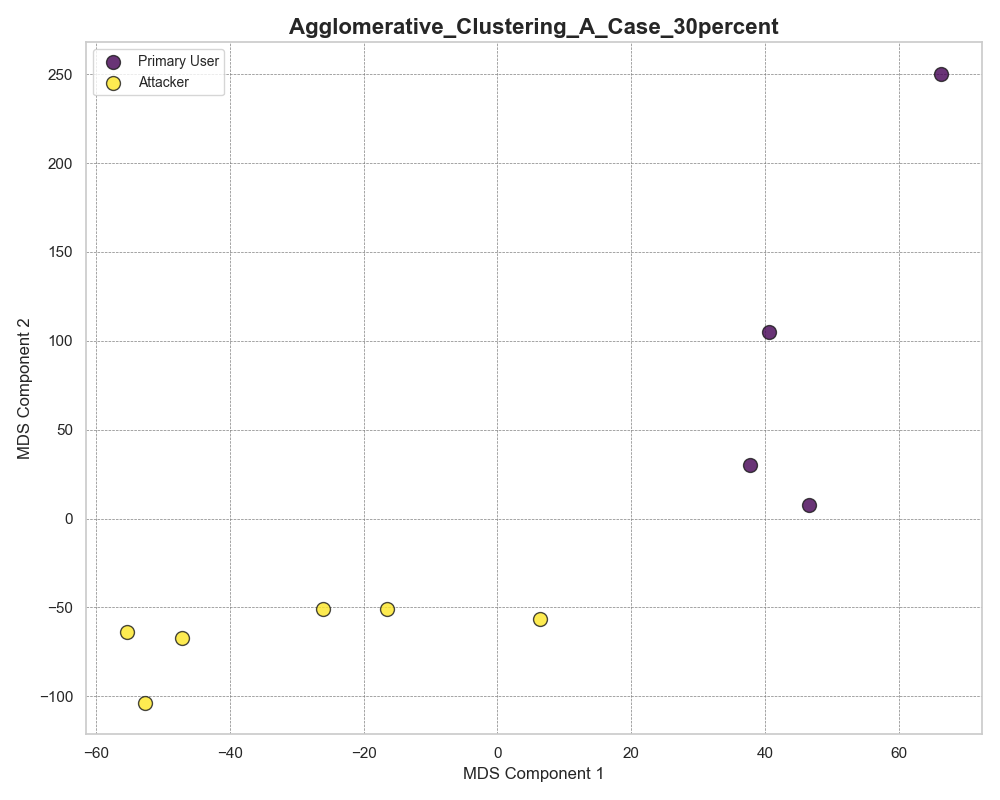 Agglomerative_Clustering_A_Case_30percent
Primary User
Attacker
250
200
150
100
50
0
−50
−100
MDS Component 2
−60 −40 −20 0 20 40 60
MDS Component 1